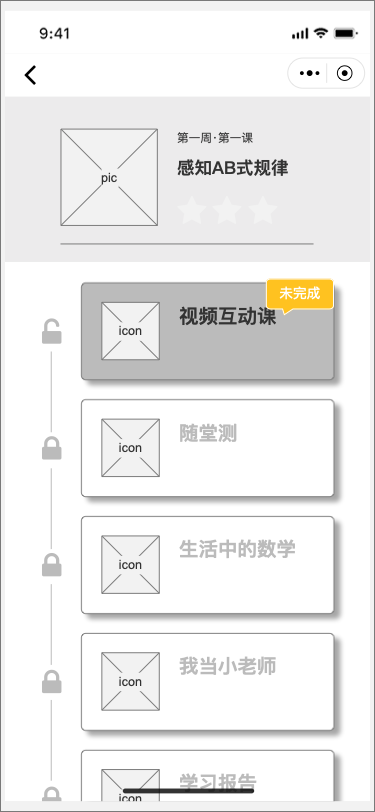 9:41
第一周·第一课
pic
感知AB式规律
未完成
视频互动课
icon
随堂测
icon
生活中的数学
icon
我当小老师
icon
学习报告
icon